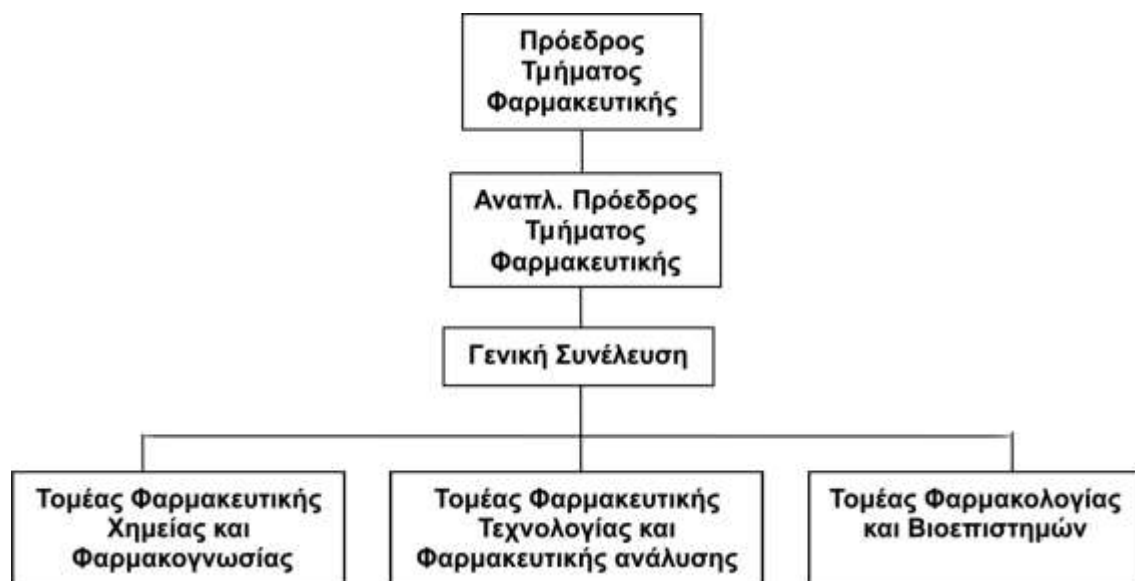 Πρόεδρος
Τμήματος
Φαρμακευτικής
Αναπλ. Πρόεδρος
Τμήματος
Φαρμακευτικής
Γενική Συνέλευση
Τομέας Φαρμακευτικής
Χημείας και
Φαρμακογνωσίας
Τομέας Φαρμακευτικής
Τεχνολογίας και
Φαρμακευτικής ανάλυσης
Τομέας Φαρμακολογίας
και Βιοεπιστημών